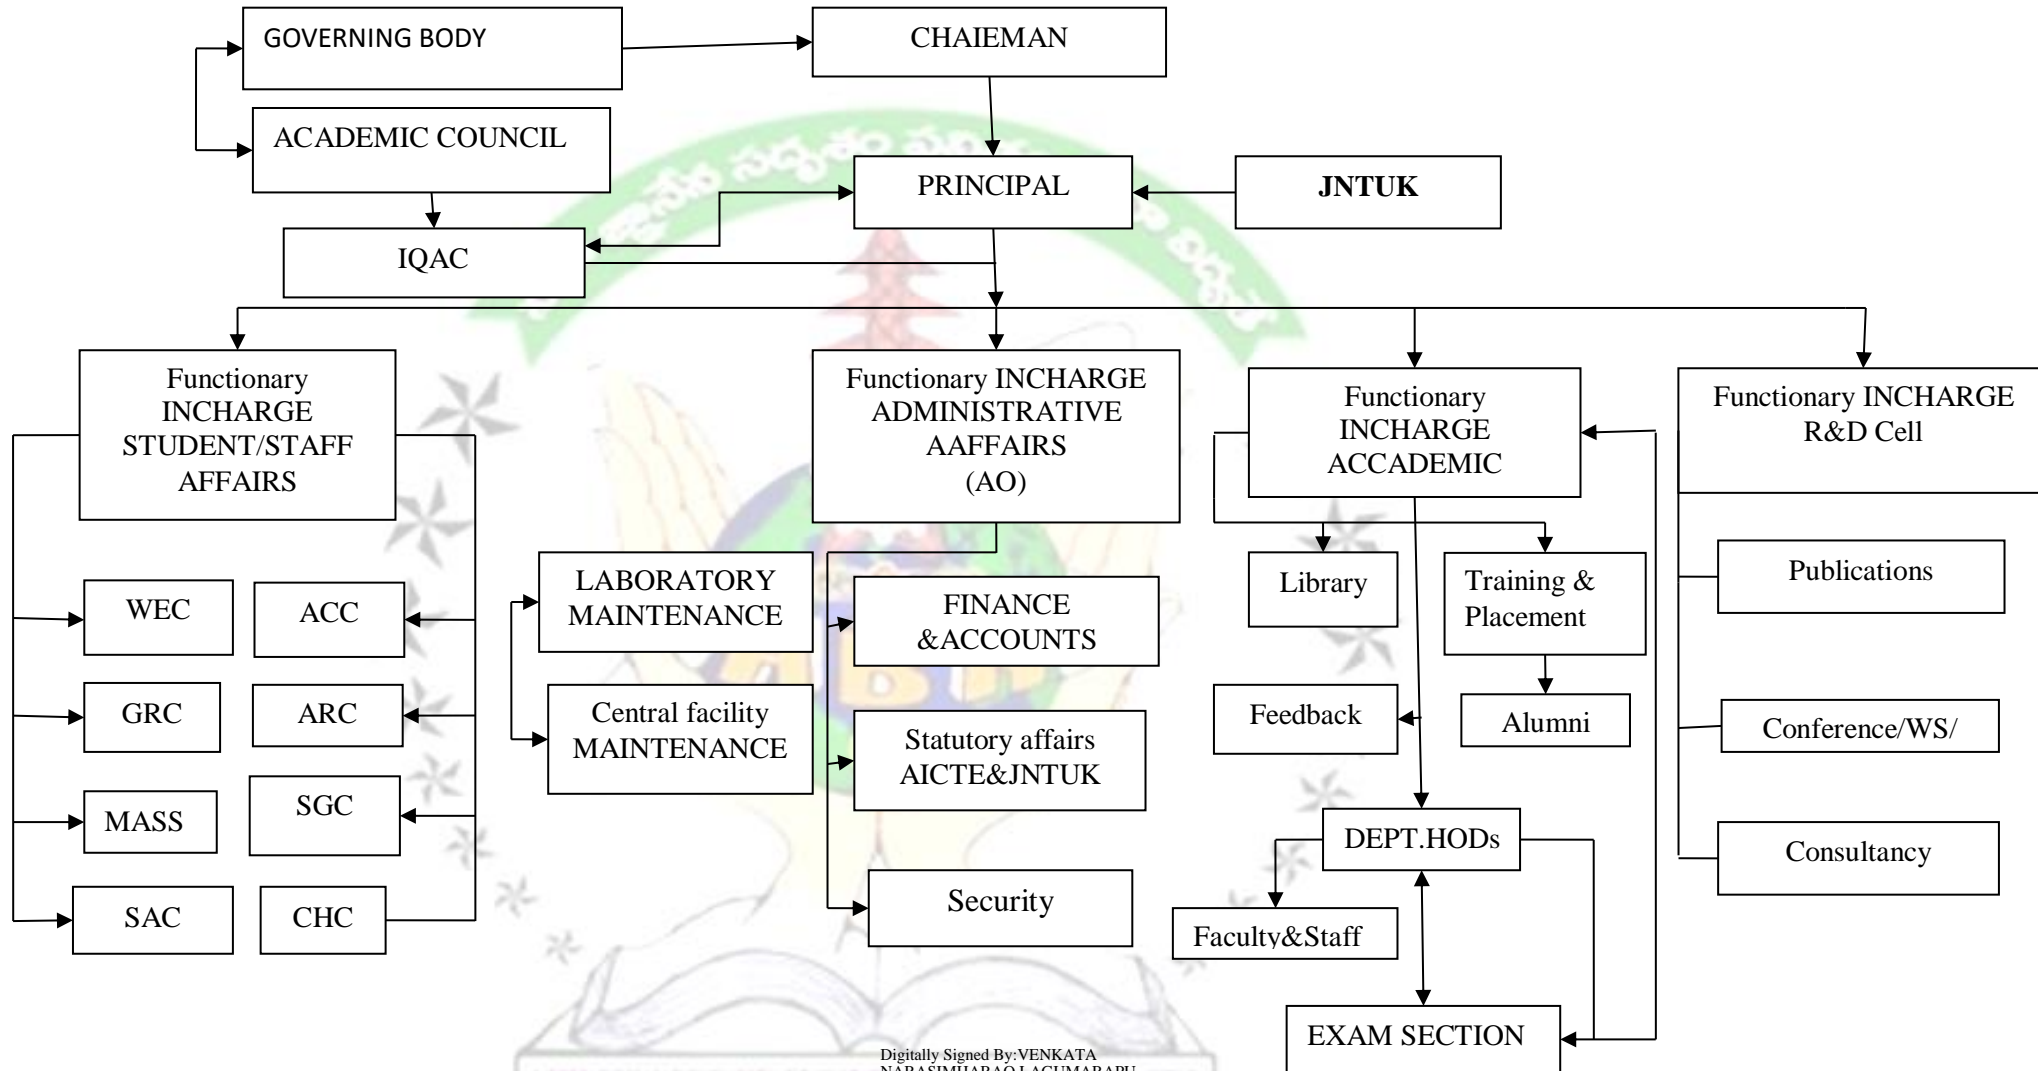 GOVERNING BODY
CHAIEMAN
ACADEMIC COUNCIL
PRINCIPAL
JNTUK
IQAC
Functionary
INCHARGE
STUDENT/STAFF
AFFAIRS
Functionary INCHARGE
ADMINISTRATIVE
AAFFAIRS
(AO)
Functionary
INCHARGE
ACCADEMIC
Functionary INCHARGE
R&D Cell
WEC
ACC
GRC
ARC
MASS
SGC
SAC
CHC
LABORATORY
MAINTENANCE
Central facility
MAINTENANCE
FINANCE
&ACCOUNTS
Statutory affairs
AICTE&JNTUK
Security
Library
Training &
Placement
Feedback
Alumni
DEPT.HODs
Faculty&Staff
EXAM SECTION
Publications
Conference/WS/
Consultancy
Digitally Signed By:VENKATA
NARASIMHARAO LAGUMARAPU